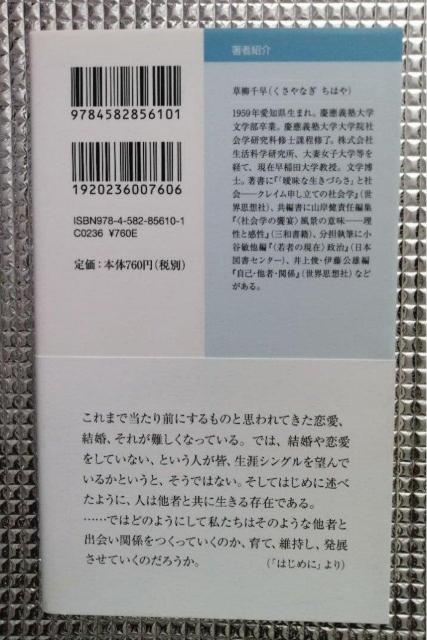 著者紹介
草柳千早(くさやなぎ ちはや)
1959年愛知県生まれ。慶應義塾大学
文学部卒業。慶應義塾大学大学院社
会学研究科修士課程修了。株式会社
生活科学研究所、大妻女子大学等を
経て、現在早稲田大学教授。文学博
士。著書に『「曖昧な生きづらさ」と社
会――クレイム申し立ての社会学』(世
界思想社)、共編書に山岸健責任編集
『〈社会学の饗宴〉風景の意味――理
性と感性』(三和書籍)、分担執筆に小
谷敏他編『〈若者の現在〉政治』(日本
図書センター)、井上俊・伊藤公雄編
『自己・他者・関係』(世界思想社)など
がある。
9784582856101
1920236007606
ISBN978-4-582-85610-1
C0236 ¥760E
定価:本体760円(税別)
これまで当たり前にするものと思われてきた恋愛、
結婚、それが難しくなっている。では、結婚や恋愛
をしていない、という人が皆、生涯シングルを望んで
いるかというと、そうではない。そしてはじめに述べ
たように、人は他者と共に生きる存在である。
……ではどのようにして私たちはそのような他者と
出会い関係をつくっていくのか、育て、維持し、発展
させていくのだろうか。
(「はじめに」より)